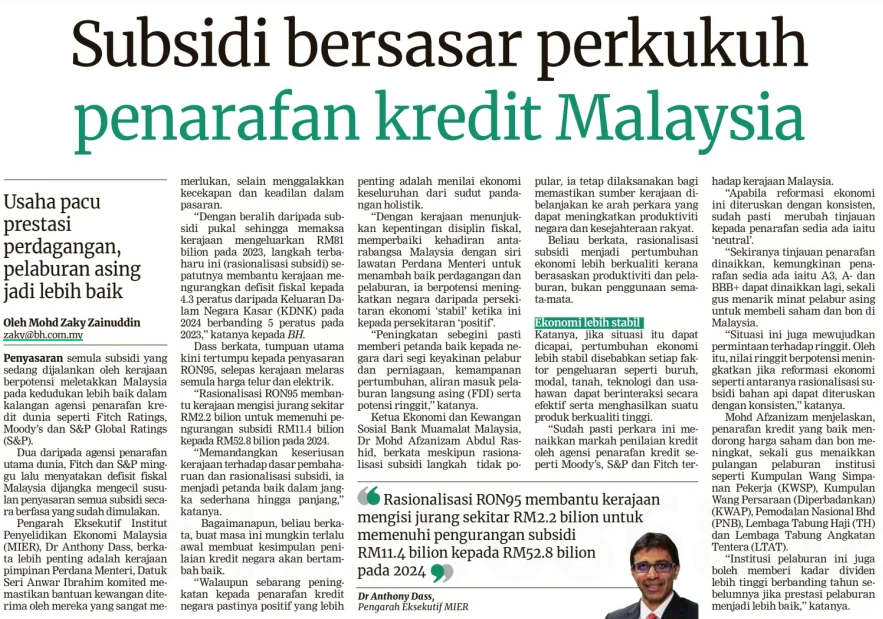 Subsidi bersasar perkukuh
penarafan kredit Malaysia
Usaha pacu
prestasi
perdagangan,
pelaburan asing
jadi lebih baik
Oleh Mohd Zaky Zainuddin
zaky@bh.com.my
Penyasaran semula subsidi yang
sedang dijalankan oleh kerajaan
berpotensi meletakkan Malaysia
pada kedudukan lebih baik dalam
kalangan agensi penarafan kre-
dit dunia seperti Fitch Ratings,
Moody’s dan S&P Global Ratings
(S&P).
Dua daripada agensi penarafan
utama dunia, Fitch dan S&P ming-
gu lalu menyatakan defisit fiskal
Malaysia dijangka mengecil susu-
lan penyasaran semua subsidi seca-
ra berfasa yang sudah dimulakan.
Pengarah Eksekutif Institut
Penyelidikan Ekonomi Malaysia
(MIER), Dr Anthony Dass, berka-
ta lebih penting adalah kerajaan
pimpinan Perdana Menteri, Datuk
Seri Anwar Ibrahim komited me-
mastikan bantuan kewangan dite-
rima oleh mereka yang sangat me-
merlukan, selain menggalakkan
kecekapan dan keadilan dalam
pasaran.
“Dengan beralih daripada sub-
sidi pukal sehingga memaksa
kerajaan mengeluarkan RM81
bilion pada 2023, langkah terba-
haru ini (rasionalisasi subsidi) se-
patutnya membantu kerajaan me-
ngurangkan defisit fiskal kepada
4.3 peratus daripada Keluaran Da-
lam Negara Kasar (KDNK) pada
2024 berbanding 5 peratus pada
2023,” katanya kepada BH.
Dass berkata, tumpuan utama
kini tertumpu kepada penyasaran
RON95, selepas kerajaan melaras
semula harga telur dan elektrik.
“Rasionalisasi RON95 memban-
tu kerajaan mengisi jurang sekitar
RM2.2 bilion untuk memenuhi pe-
ngurangan subsidi RM11.4 bilion
kepada RM52.8 bilion pada 2024.
“Memandangkan keseriusan
kerajaan terhadap dasar pembaha-
ruan dan rasionalisasi subsidi, ia
menjadi petanda baik dalam jang-
ka sederhana hingga panjang,”
katanya.
Bagaimanapun, beliau berka-
ta, buat masa ini mungkin terlalu
awal membuat kesimpulan peni-
laian kredit negara akan bertam-
bah baik.
“Walaupun sebarang pening-
katan kepada penarafan kredit
negara pastinya positif yang lebih
penting adalah menilai ekonomi
keseluruhan dari sudut panda-
ngan holistik.
“Dengan kerajaan menunjuk-
kan kepentingan disiplin fiskal,
memperbaiki kehadiran anta-
rabangsa Malaysia dengan siri
lawatan Perdana Menteri untuk
menambah baik perdagangan dan
pelaburan, ia berpotensi mening-
katkan negara daripada perseki-
taran ekonomi ‘stabil’ ketika ini
kepada persekitaran ‘positif’.
“Peningkatan sebegini pasti
memberi petanda baik kepada ne-
gara dari segi keyakinan pelabur
dan perniagaan, kemampanan
pertumbuhan, aliran masuk pela-
buran langsung asing (FDI) serta
potensi ringgit,” katanya.
Ketua Ekonomi dan Kewangan
Sosial Bank Muamalat Malaysia,
Dr Mohd Afzanizam Abdul Ras-
hid, berkata meskipun rasiona-
lisasi subsidi langkah tidak po-
pular, ia tetap dilaksanakan bagi
memastikan sumber kerajaan di-
belanjakan ke arah perkara yang
dapat meningkatkan produktiviti
negara dan kesejahteraan rakyat.
Beliau berkata, rasionalisasi
subsidi menjadi pertumbuhan
ekonomi lebih berkualiti kerana
berasaskan produktiviti dan pela-
buran, bukan penggunaan sema-
ta-mata.
Ekonomi lebih stabil
Katanya, jika situasi itu dapat
dicapai, pertumbuhan ekonomi
lebih stabil disebabkan setiap fak-
tor pengeluaran seperti buruh,
modal, tanah, teknologi dan usa-
hawan dapat berinteraksi secara
efektif serta menghasilkan suatu
produk berkualiti tinggi.
“Sudah pasti perkara ini me-
naikkan markah penilaian kredit
oleh agensi penarafan kredit se-
perti Moody’s, S&P dan Fitch ter-
hadap kerajaan Malaysia.
“Apabila reformasi ekonomi
ini diteruskan dengan konsisten,
sudah pasti merubah tinjauan
kepada penarafan sedia ada iaitu
‘neutral’.
“Sekiranya tinjauan penarafan
dinaikkan, kemungkinan pena-
rafan sedia ada iaitu A3, A- dan
BBB+ dapat dinaikkan lagi, sekali
gus menarik minat pelabur asing
untuk membeli saham dan bon di
Malaysia.
“Situasi ini juga mewujudkan
permintaan terhadap ringgit. Oleh
itu, nilai ringgit berpotensi mening-
katkan jika reformasi ekonomi
seperti antaranya rasionalisasi su-
bsidi bahan api dapat diteruskan
dengan konsisten,” katanya.
Mohd Afzanizam menjelaskan,
penarafan kredit yang baik men-
dorong harga saham dan bon me-
ningkat, sekali gus menaikkan
pulangan pelaburan institusi
seperti Kumpulan Wang Simpa-
nan Pekerja (KWSP), Kumpulan
Wang Persaraan (Diperbadankan)
(KWAP), Pemodalan Nasional Bhd
(PNB), Lembaga Tabung Haji (TH)
dan Lembaga Tabung Angkatan
Tentera (LTAT).
“Institusi pelaburan ini juga
boleh memberi kadar dividen
lebih tinggi berbanding tahun se-
belumnya jika prestasi pelaburan
menjadi lebih baik,” katanya.
Rasionalisasi RON95 membantu kerajaan
mengisi jurang sekitar RM2.2 bilion untuk
memenuhi pengurangan subsidi
RM11.4 bilion kepada RM52.8 bilion
pada 2024
Dr Anthony Dass,
Pengarah Eksekutif MIER